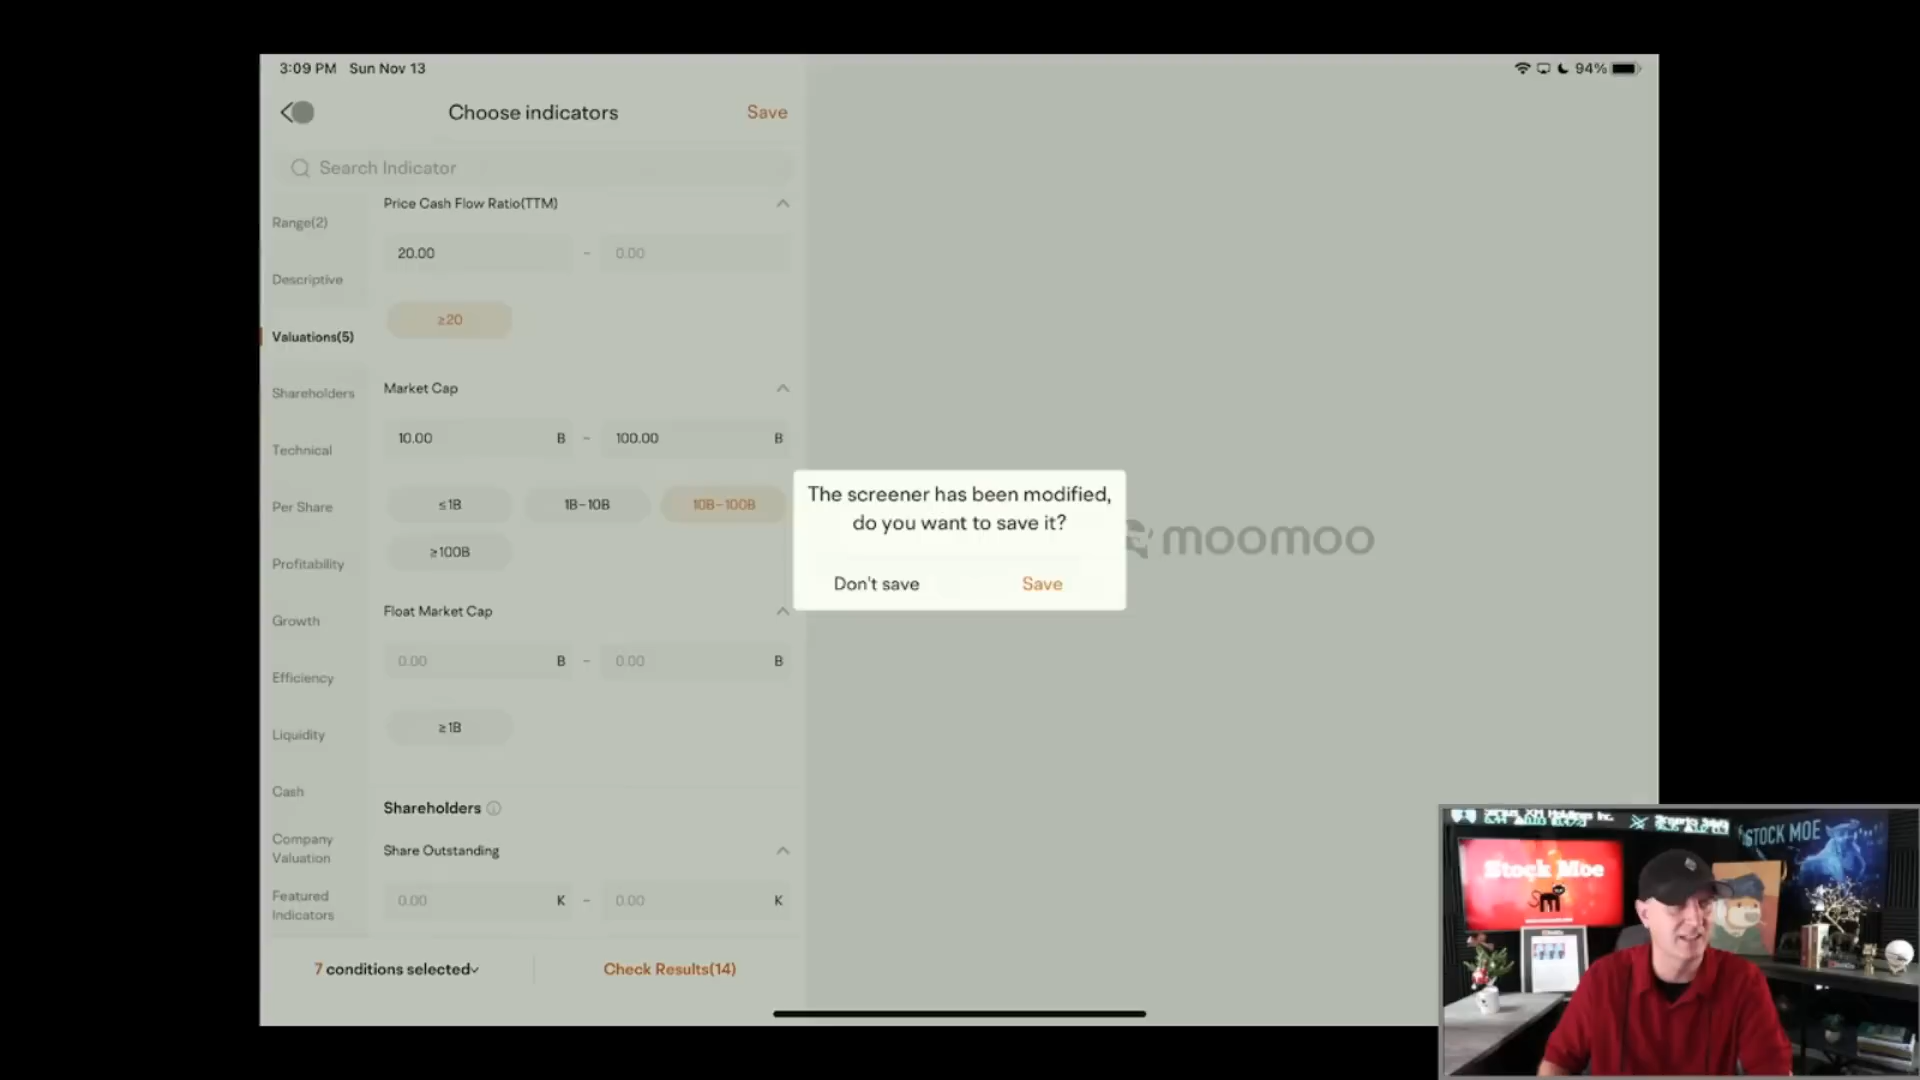 3:09 PM Sun Nov 13
94%
Choose indicators
Save
Search Indicator
Range(2)
Descriptive
Valuations(5)
Shareholders
Technical
Per Share
Profitability
Growth
Efficiency
Liquidity
Cash
Company
Valuation
Featured
Indicators
Price Cash Flow Ratio(TTM)
20.00 - 0.00
≥20
Market Cap
10.00 B - 100.00 B
≤1B 1B-10B 10B-100B
≥100B
Float Market Cap
0.00 B - 0.00 B
≥1B
Shareholders
Share Outstanding
0.00 K - 0.00 K
7 conditions selected
Check Results(14)
The screener has been modified,
do you want to save it?
Don't save Save
moomoo
STOCK MOE
Stock Moe